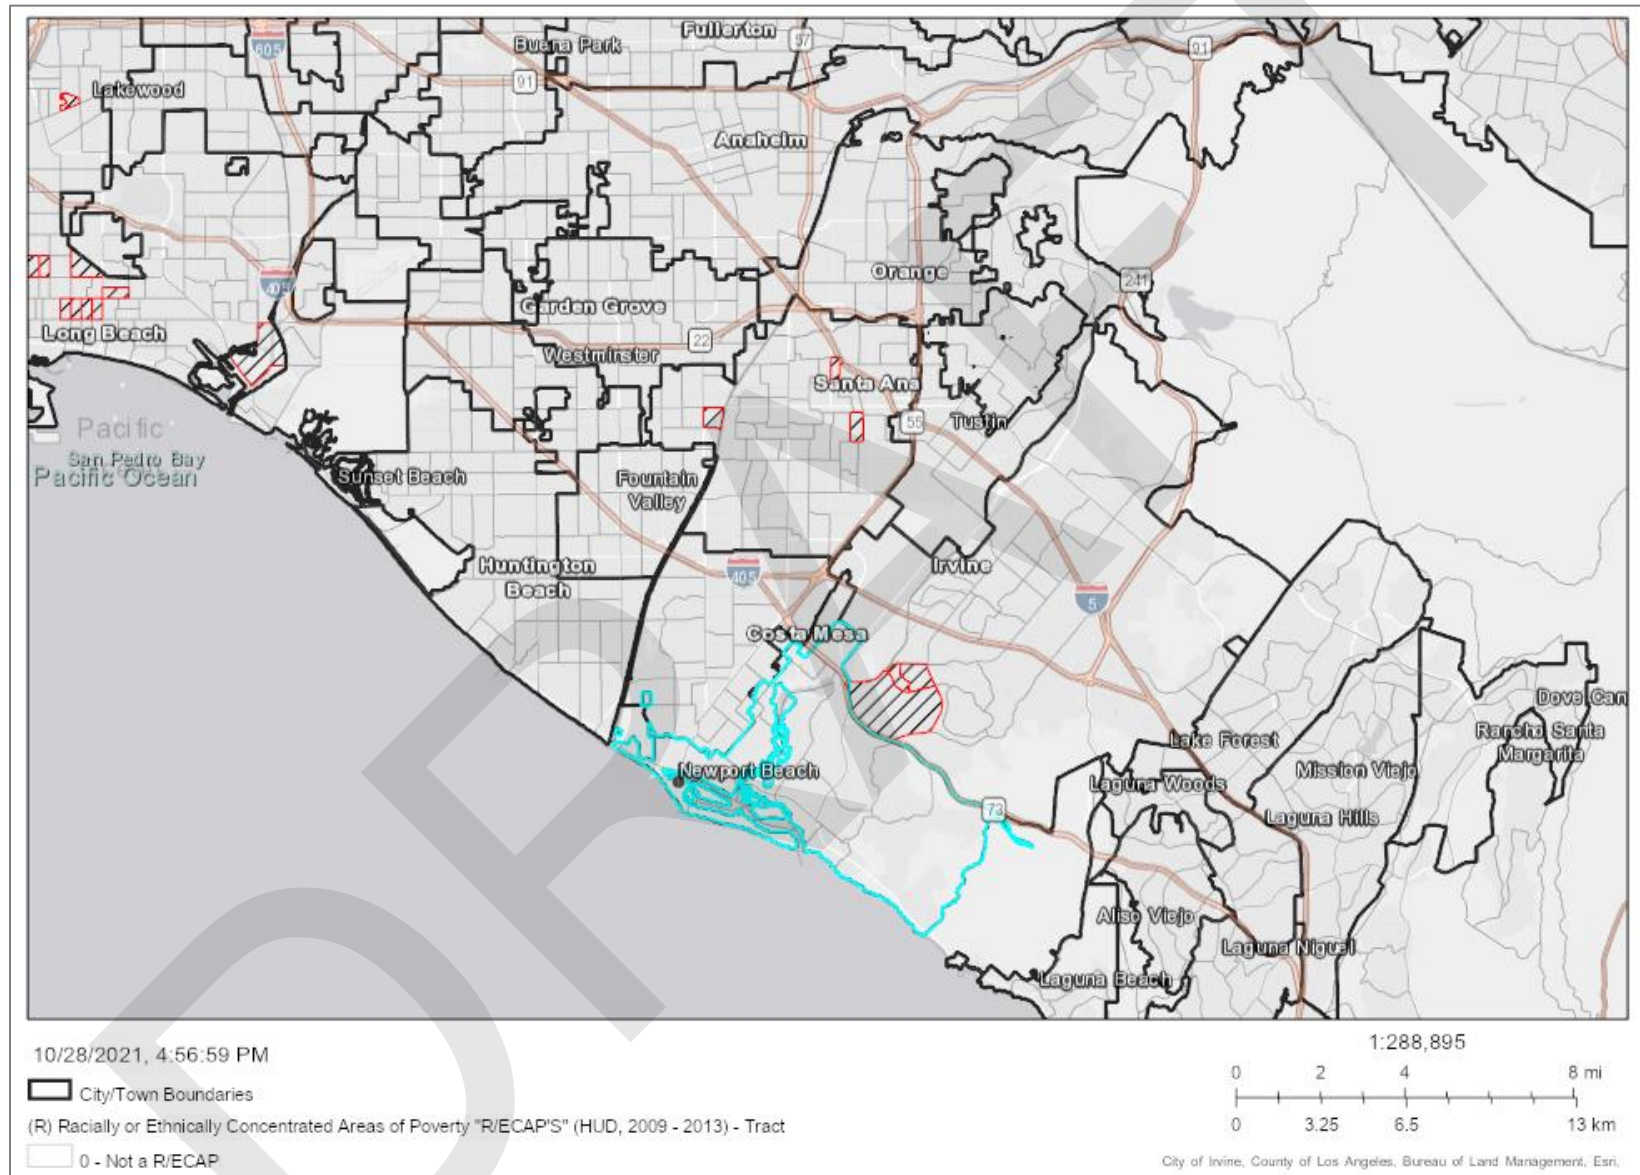 Fullerton
57
605
Buena Park
91
91
Lakewood
Anaheim
Orange
241
405
Garden Grove
Long Beach
22
Westminster
Santa Ana
55
Tustin
Pacific
San Pedro Bay
Pacific Ocean
Sunset Beach
Fountain
Valley
Huntington
Beach
405
Irvine
5
Costa Mesa
Dove Can
Rancho Santa
Margarita
Lake Forest
Newport Beach
Mission Viejo
Laguna Woods
73
Laguna Hills
Aliso Viejo
Laguna Niguel
Laguna Beach
DRAFT
10/28/2021, 4:56:59 PM
City/Town Boundaries
(R) Racially or Ethnically Concentrated Areas of Poverty "R/ECAP'S" (HUD, 2009 - 2013) - Tract
0 - Not a R/ECAP
1:288,895
0 2 4 8 mi
0 3.25 6.5 13 km
City of Irvine, County of Los Angeles, Bureau of Land Management, Esri,